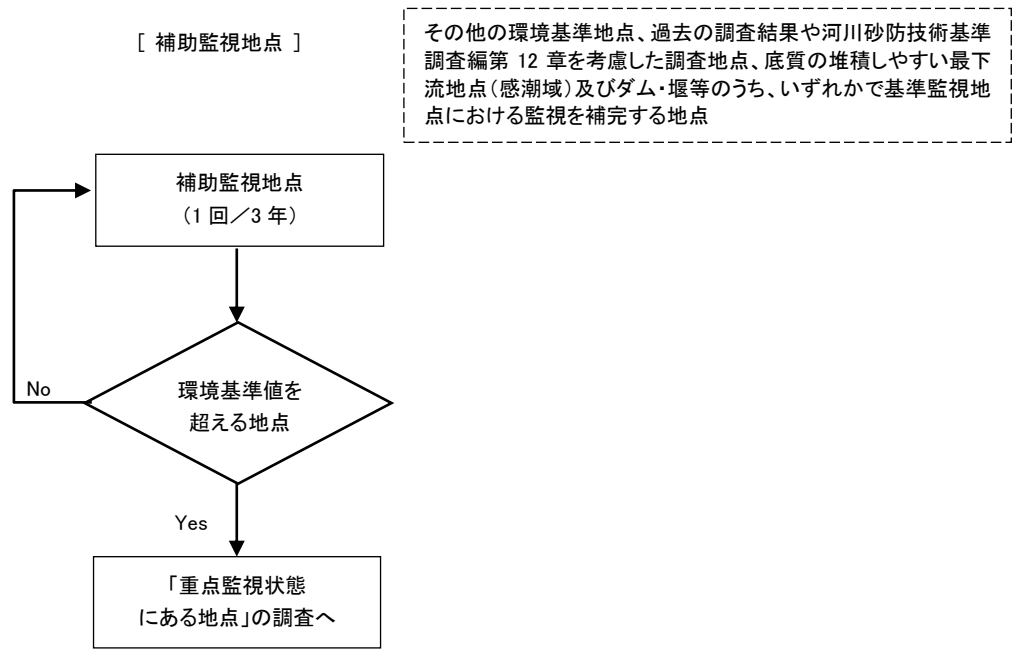 [ 補助監視地点 ]
その他の環境基準地点、過去の調査結果や河川砂防技術基準
調査編第 12 章を考慮した調査地点、底質の堆積しやすい最下
流地点(感潮域)及びダム・堰等のうち、いずれかで基準監視地
点における監視を補完する地点
補助監視地点
(1 回/3 年)
No
環境基準値を
超える地点
Yes
「重点監視状態
にある地点」の調査へ